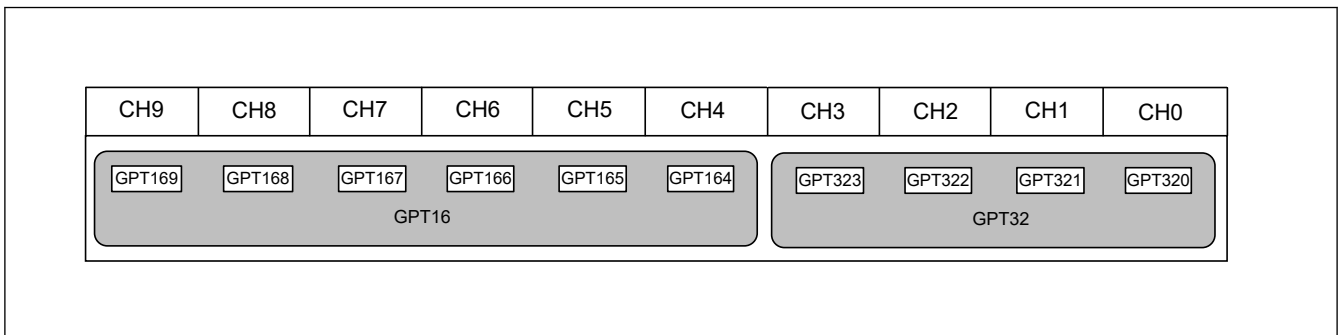 CH9 CH8 CH7 CH6 CH5 CH4 CH3 CH2 CH1 CH0
GPT169 GPT168 GPT167 GPT166 GPT165 GPT164 GPT323 GPT322 GPT321 GPT320
GPT16 GPT32